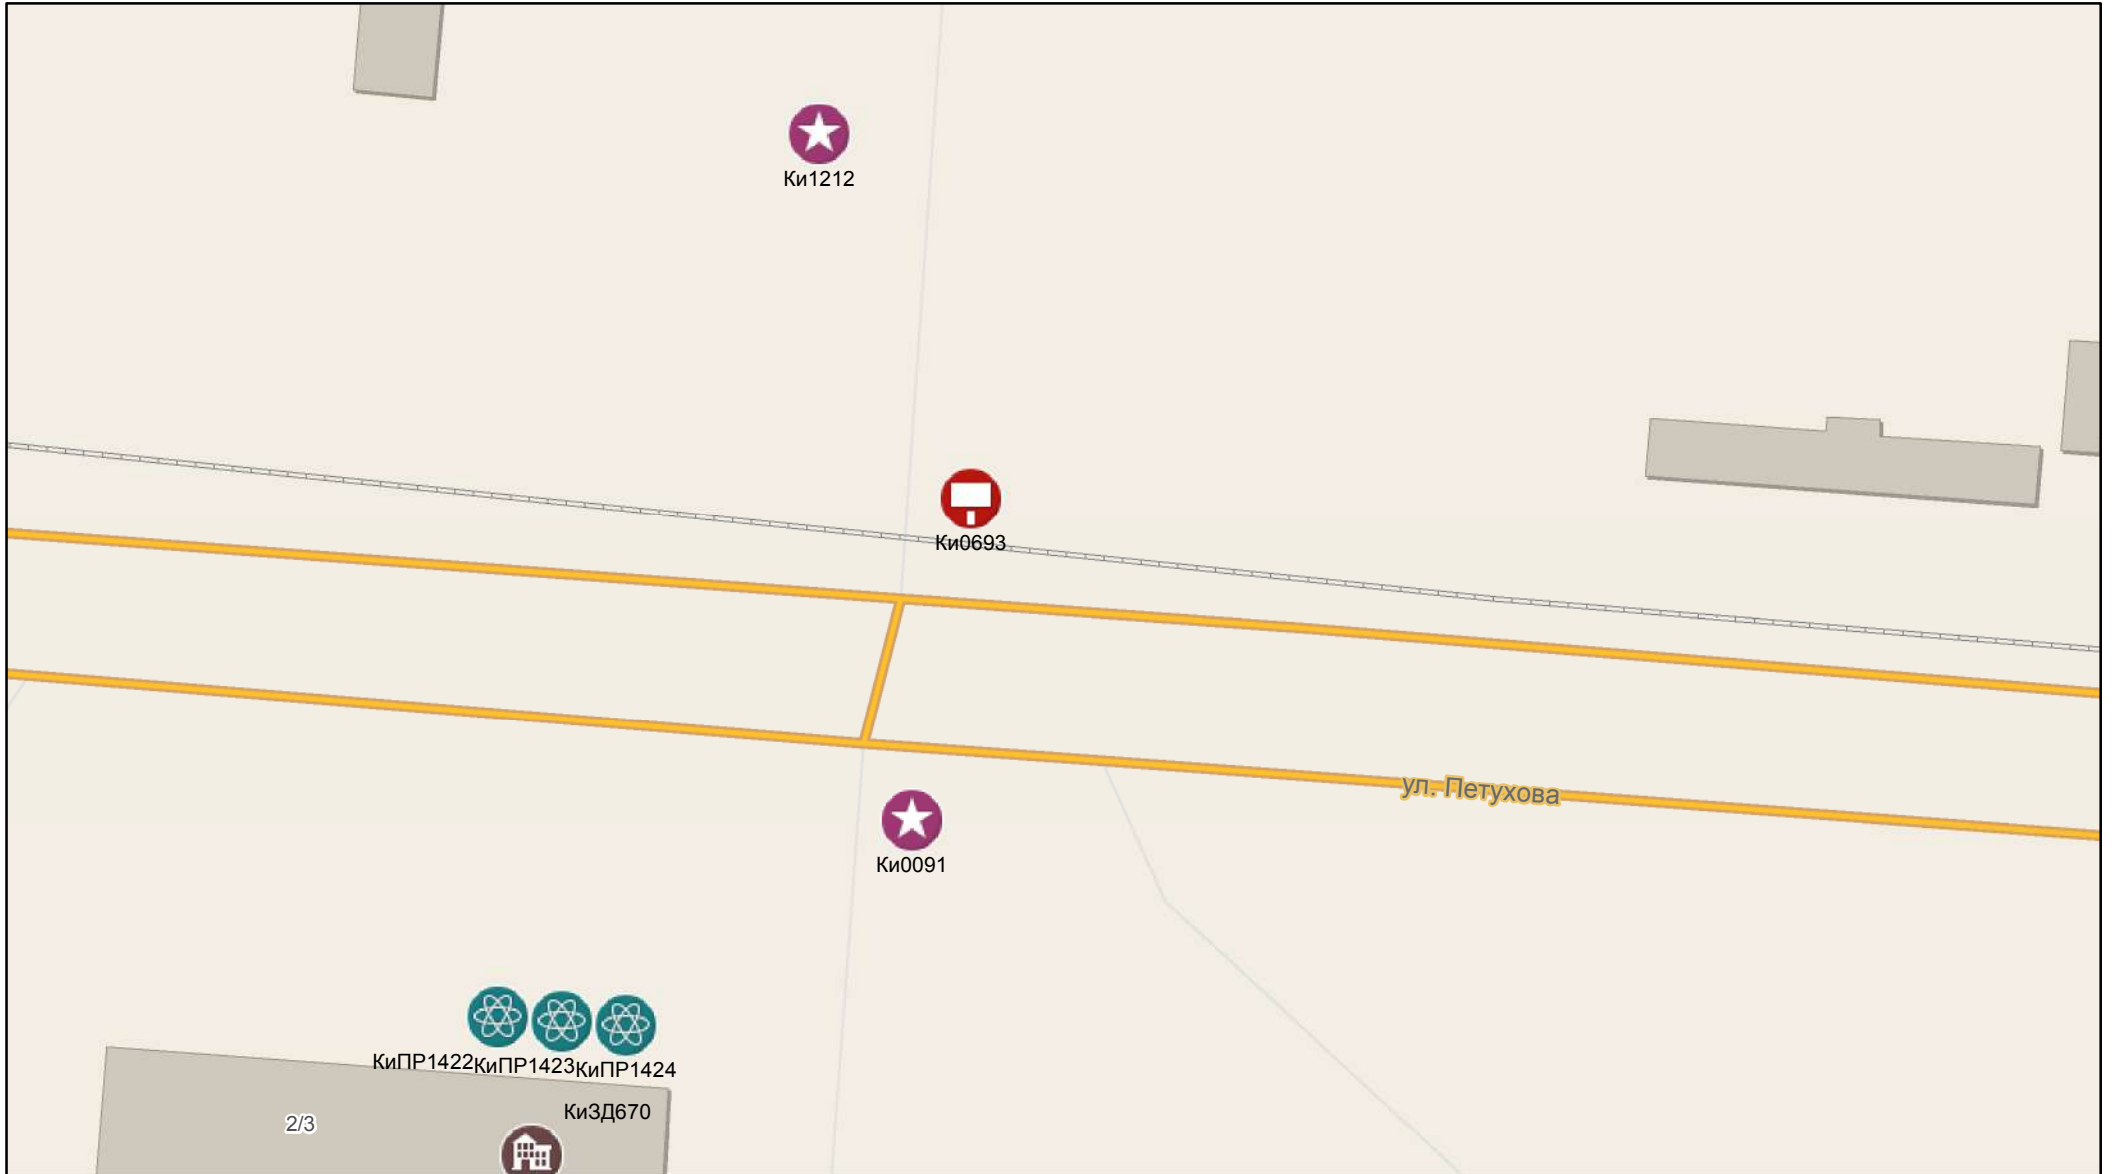 Ки1212
Ки0693
ул. Петухова
Ки0091
КиПР1422 КиПР1423 КиПР1424
КиЗД670
2/3